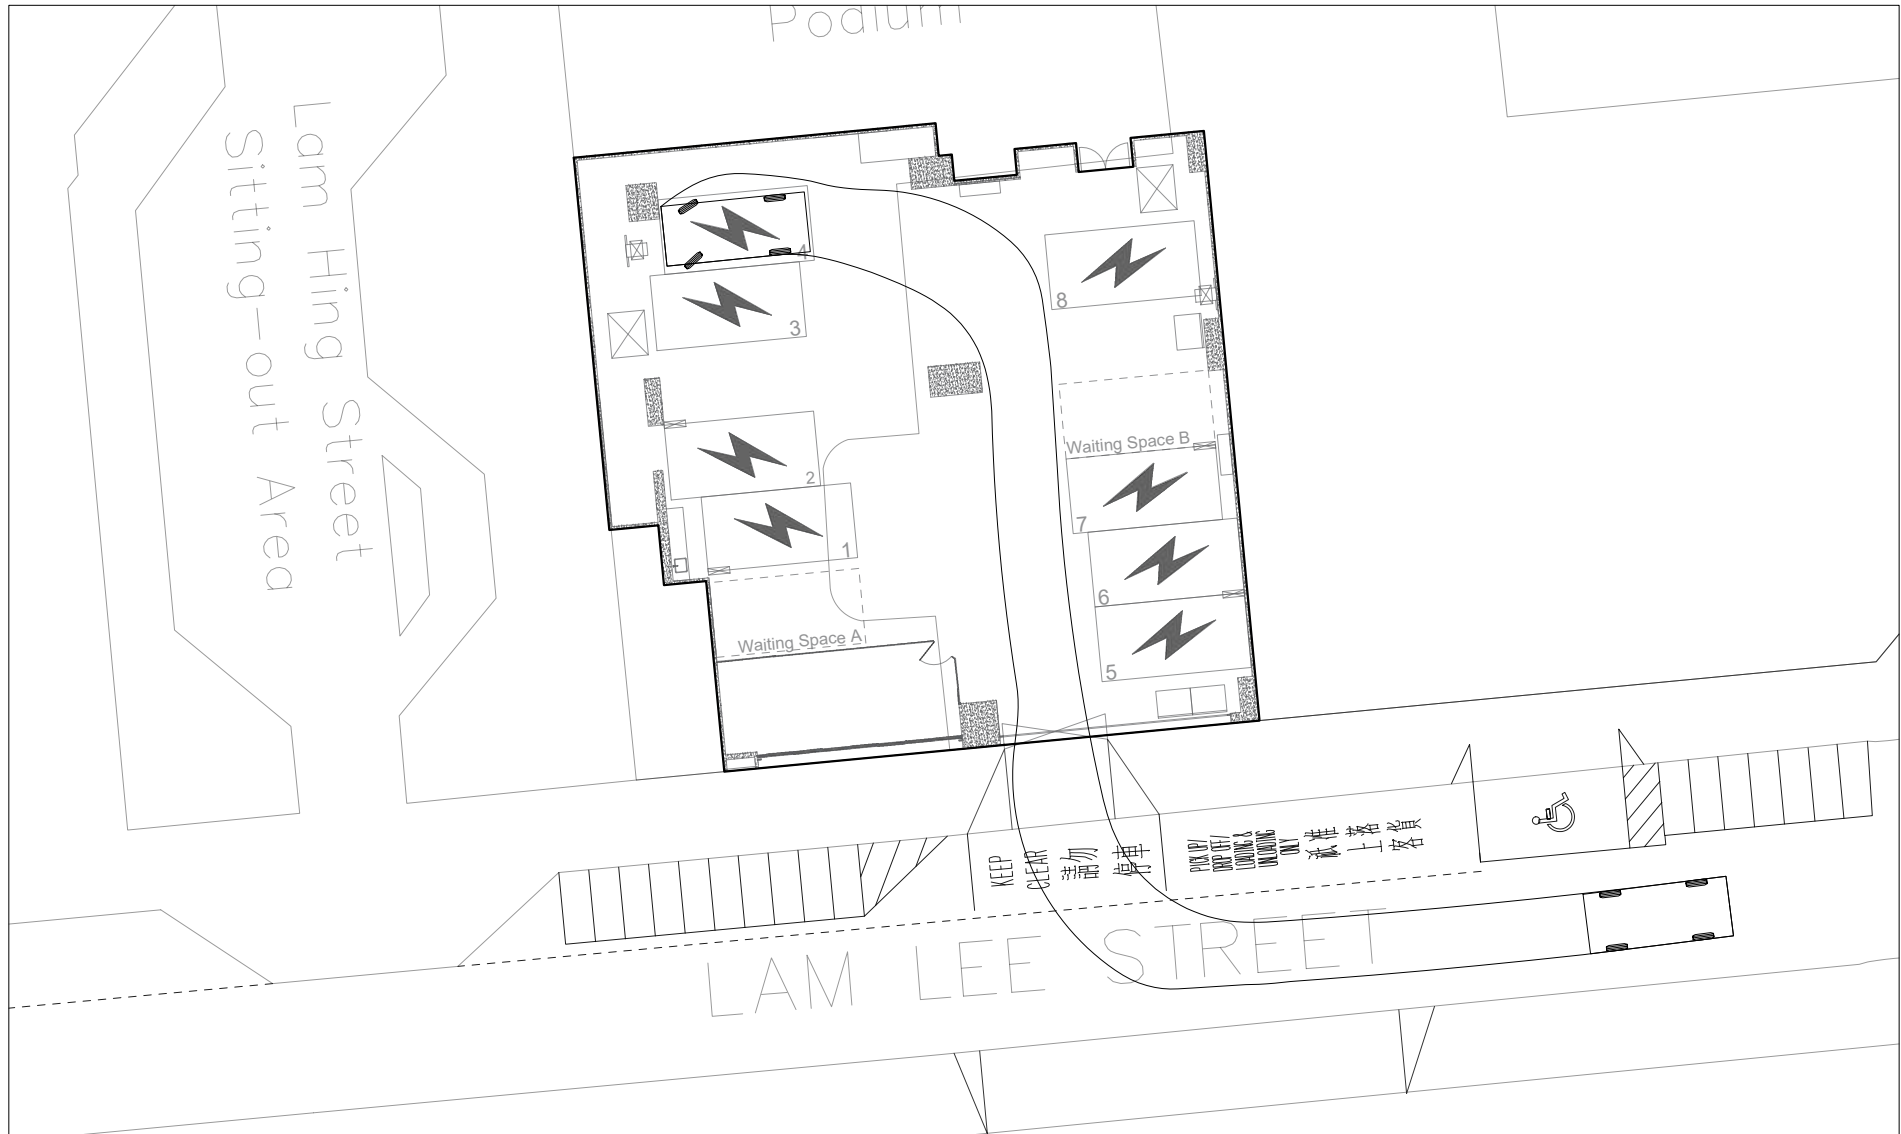 Podium
Lam Hing Street
Sitting-out Area
4
3
2
1
Waiting Space A
8
Waiting Space B
7
6
5
KEEP
CLEAR
請勿
停車
PICK UP/
DROP OFF/
LOADING &
UNLOADING
ONLY
祗准
上落
客貨
LAM LEE STREET